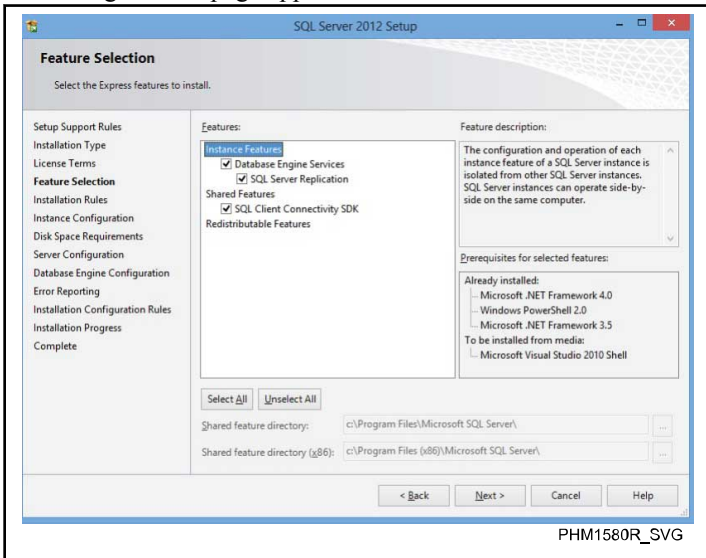 SQL Server 2012 Setup
Feature Selection
Select the Express features to install.
Setup Support Rules
Installation Type
License Terms
Feature Selection
Installation Rules
Instance Configuration
Disk Space Requirements
Server Configuration
Database Engine Configuration
Error Reporting
Installation Configuration Rules
Installation Progress
Complete
Features:
Instance Features
Database Engine Services
SQL Server Replication
Shared Features
SQL Client Connectivity SDK
Redistributable Features
Feature description:
The configuration and operation of each
instance feature of a SQL Server instance is
isolated from other SQL Server instances.
SQL Server instances can operate side-by-
side on the same computer.
Prerequisites for selected features:
Already installed:
Microsoft .NET Framework 4.0
Windows PowerShell 2.0
Microsoft .NET Framework 3.5
To be installed from media:
Microsoft Visual Studio 2010 Shell
Select All
Unselect All
Shared feature directory:
c:\Program Files\Microsoft SQL Server\
...
Shared feature directory (x86):
c:\Program Files (x86)\Microsoft SQL Server\
...
< Back
Next >
Cancel
Help
PHM1580R_SVG